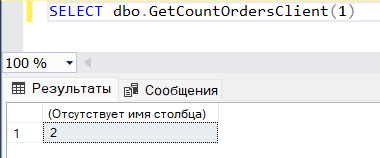 SELECT dbo.GetCountOrdersClient(1)
100 %
Результаты Сообщения
(Отсутствует имя столбца)
1 2